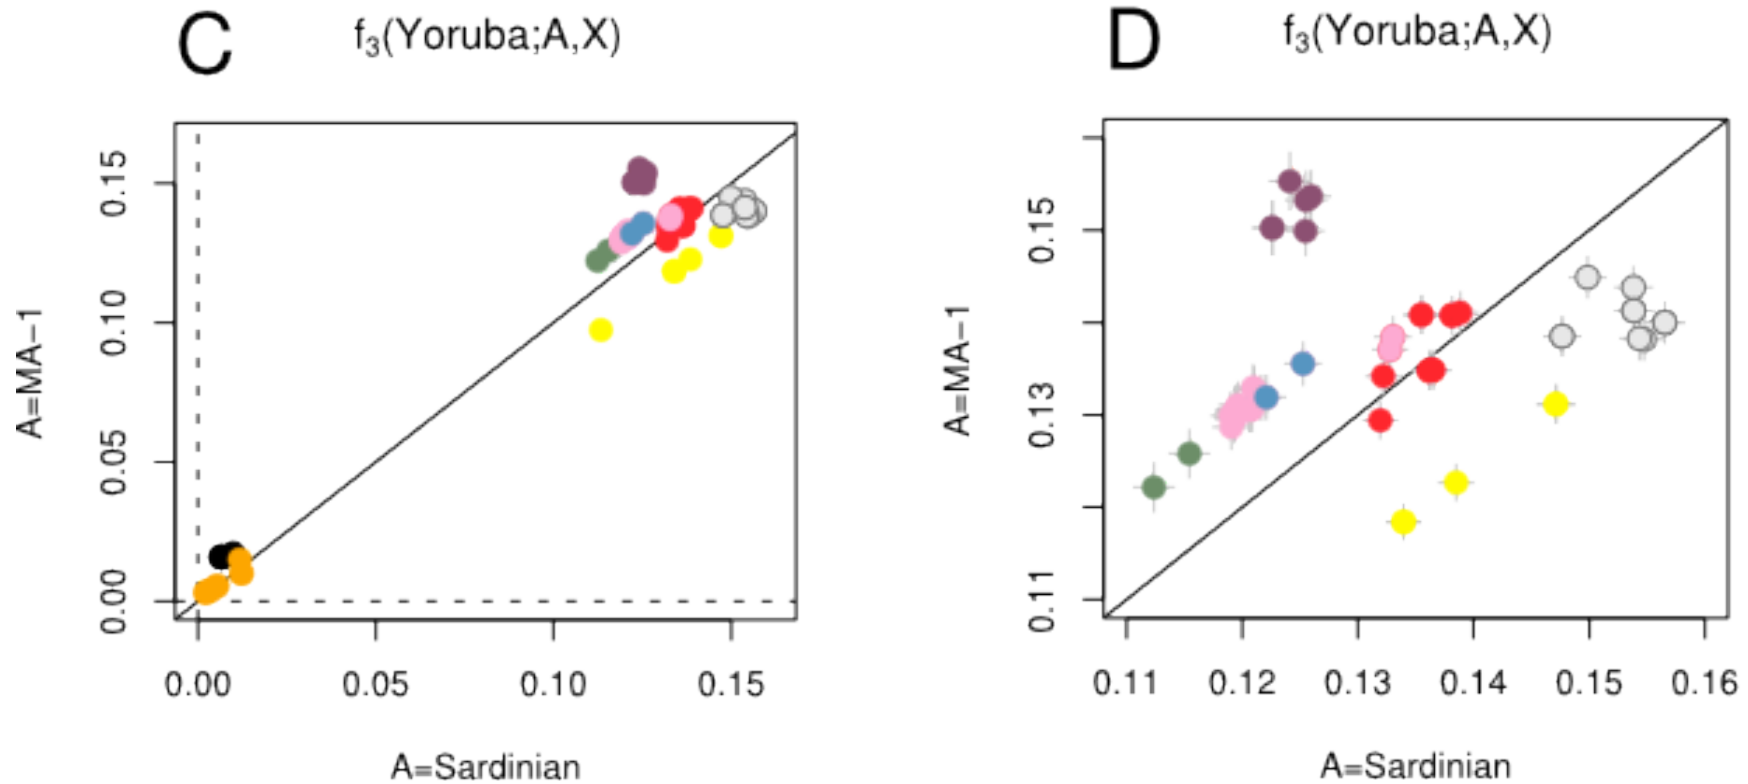 C
f₃(Yoruba;A,X)
A=MA−1
0.15
0.10
0.05
0.00
0.00 0.05 0.10 0.15
A=Sardinian
D
f₃(Yoruba;A,X)
A=MA−1
0.15
0.13
0.11
0.11 0.12 0.13 0.14 0.15 0.16
A=Sardinian